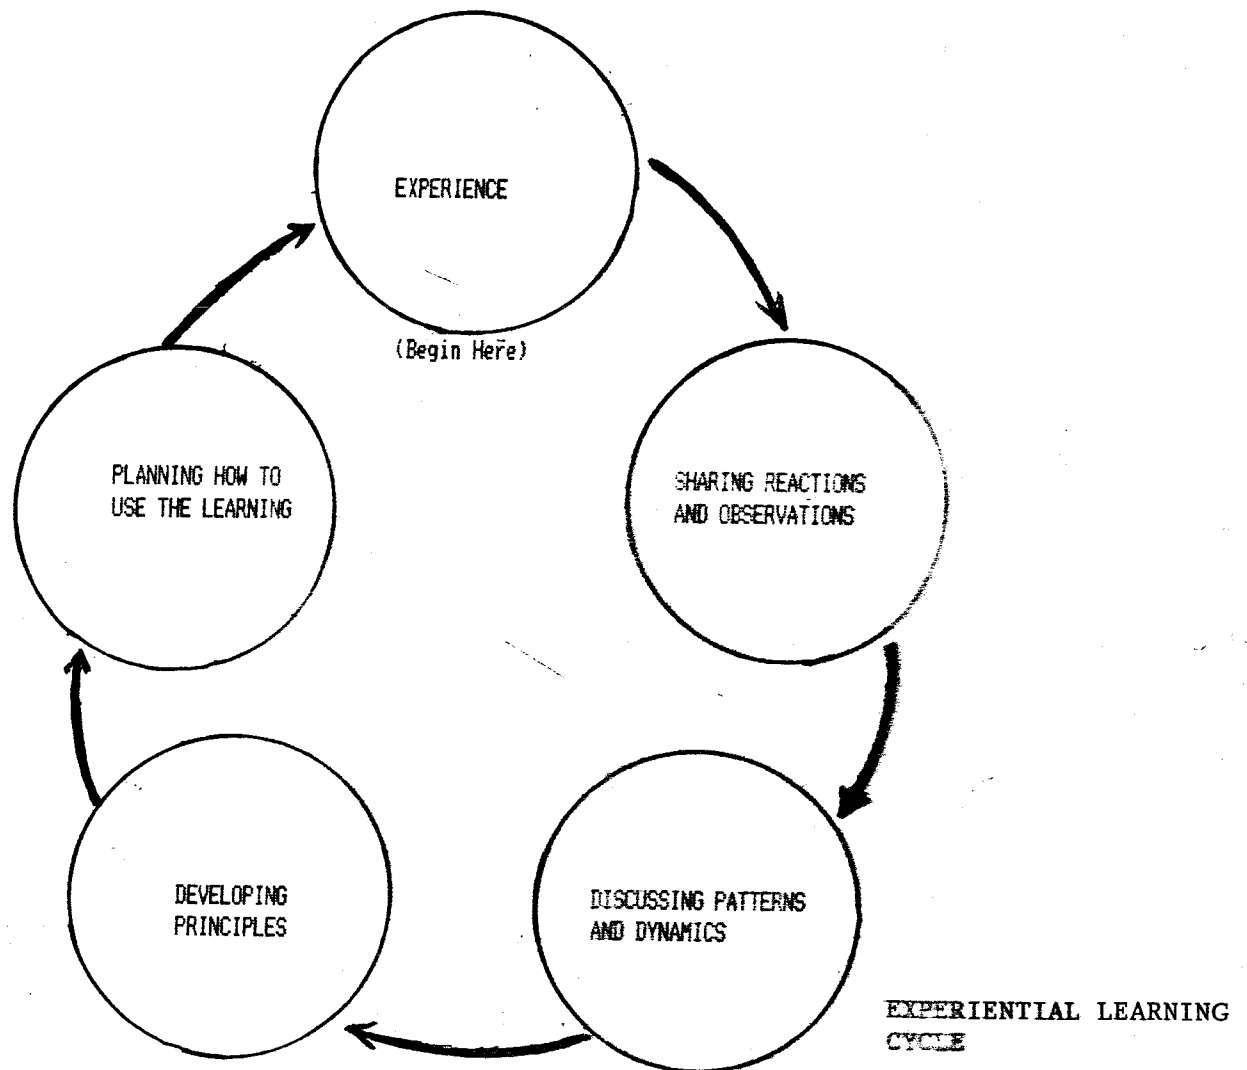 EXPERIENCE
(Begin Here)
SHARING REACTIONS
AND OBSERVATIONS
DISCUSSING PATTERNS
AND DYNAMICS
DEVELOPING
PRINCIPLES
PLANNING HOW TO
USE THE LEARNING
EXPERIENTIAL LEARNING
CYCLE